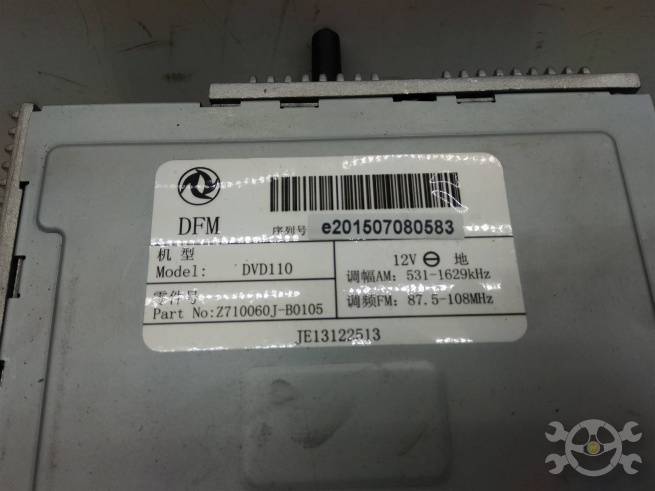 DFM
序列号 e201507080583
机型
Model: DVD110
12V ⊖ 地
调幅AM: 531-1629kHz
零件号
Part No:Z710060J-B0105
调频FM: 87.5-108MHz
JE13122513